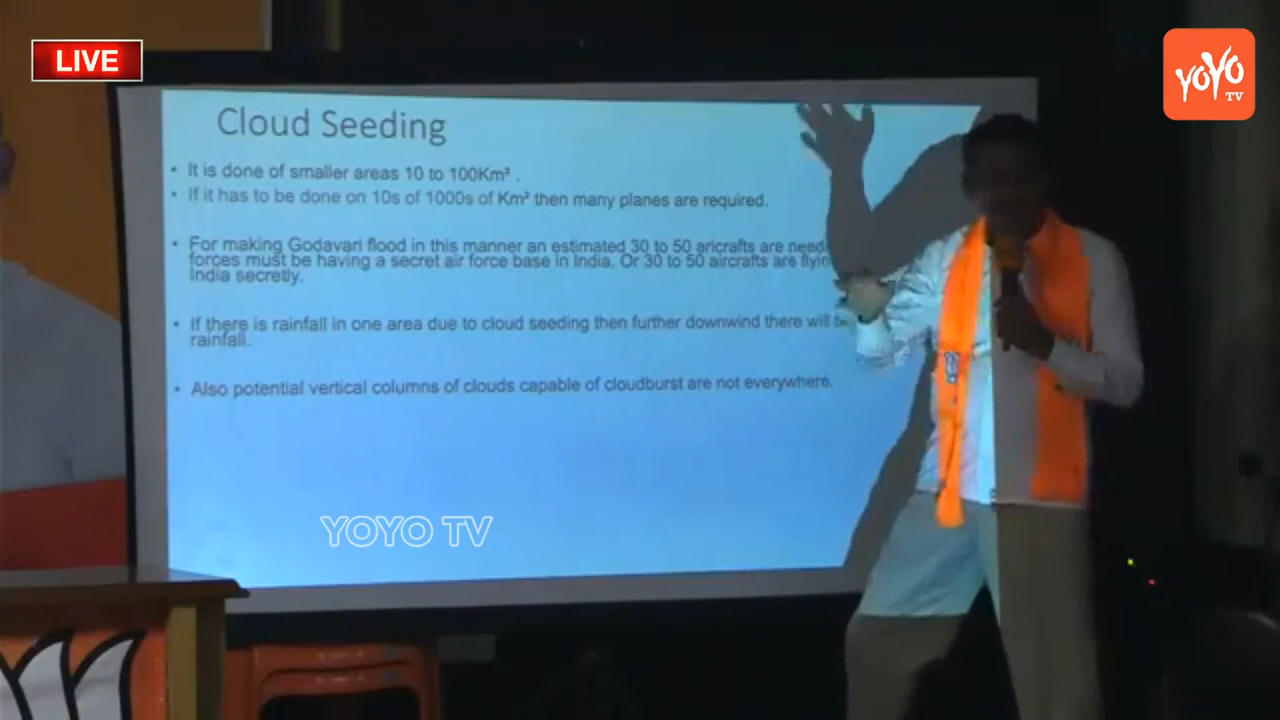 LIVE
YOYO
TV
Cloud Seeding
• It is done of smaller areas 10 to 100Km² .
• If it has to be done on 10s of 1000s of Km² then many planes are required.
• For making Godavari flood in this manner an estimated 30 to 50 aricrafts are need
forces must be having a secret air force base in India. Or 30 to 50 aircrafts are flyin
India secretly.
• If there is rainfall in one area due to cloud seeding then further downwind there will
rainfall.
• Also potential vertical columns of clouds capable of cloudburst are not everywhere.
YOYO TV